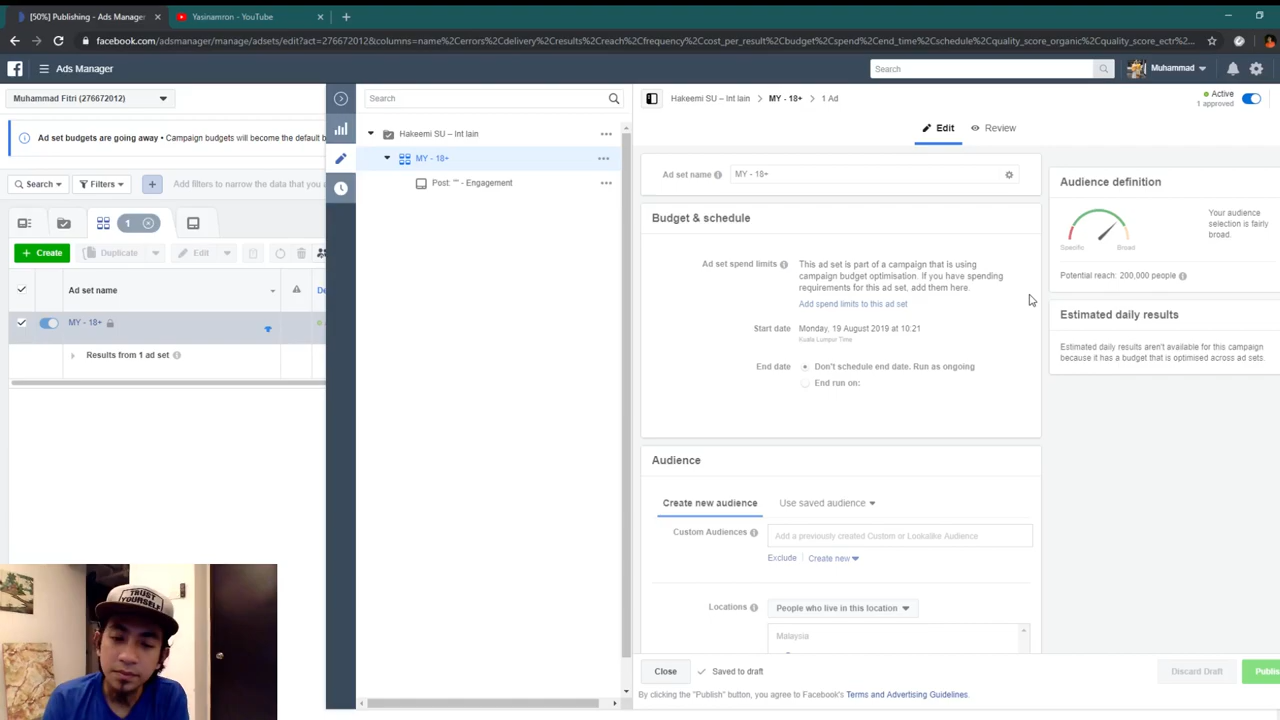 [50%] Publishing - Ads Manager
Yasinamron - YouTube
facebook.com/adsmanager/manage/adsets/edit?act=276672012&columns=name%2Cerrors%2Cdelivery%2Cresults%2Creach%2Cfrequency%2Ccost_per_result%2Cbudget%2Cspend%2Cend_time%2Cschedule%2Cquality_score_organic%2Cquality_score_ectr%2C...
Ads Manager
Search
Muhammad
Muhammad Fitri (276672012)
Search
Hakeemi SU – Int lain
MY - 18+
1 Ad
Active
1 approved
Ad set budgets are going away • Campaign budgets will become the default b
Hakeemi SU – Int lain
Edit
Review
MY - 18+
Post: "" - Engagement
Search
Filters
Add filters to narrow the data that you
Ad set name
MY - 18+
Audience definition
Budget & schedule
Specific
Broad
Your audience selection is fairly broad.
Potential reach: 200,000 people
1
Create
Duplicate
Edit
Ad set spend limits
This ad set is part of a campaign that is using
campaign budget optimisation. If you have spending
requirements for this ad set, add them here.
Add spend limits to this ad set
Ad set name
De
MY - 18+
Results from 1 ad set
Estimated daily results
Estimated daily results aren't available for this campaign
because it has a budget that is optimised across ad sets.
Start date
Monday, 19 August 2019 at 10:21
Kuala Lumpur Time
End date
Don't schedule end date. Run as ongoing
End run on:
Audience
Create new audience
Use saved audience
Custom Audiences
Add a previously created Custom or Lookalike Audience
Exclude
Create new
Locations
People who live in this location
Malaysia
TRUST
YOURSELF
Close
Saved to draft
Discard Draft
Publis
By clicking the "Publish" button, you agree to Facebook's Terms and Advertising Guidelines.